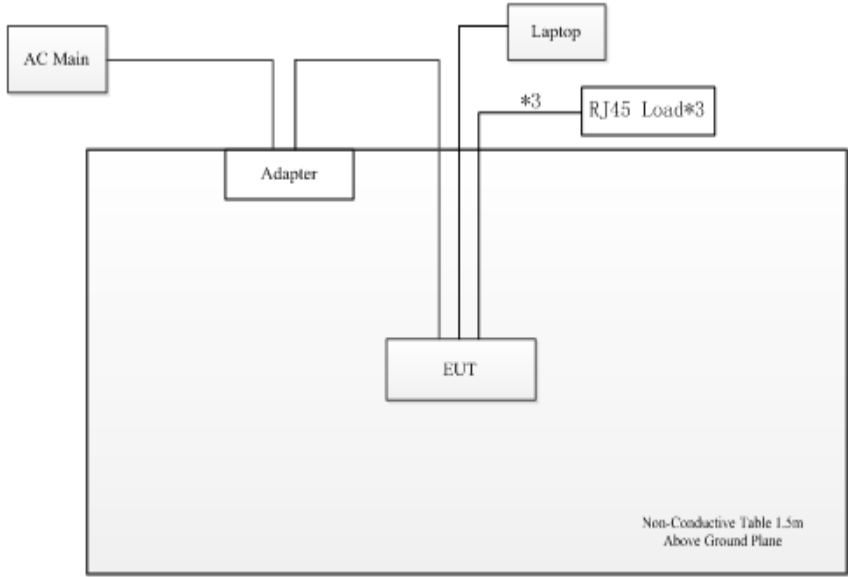 Laptop
AC Main
*3
RJ45 Load*3
Adapter
EUT
Non-Conductive Table 1.5m
Above Ground Plane